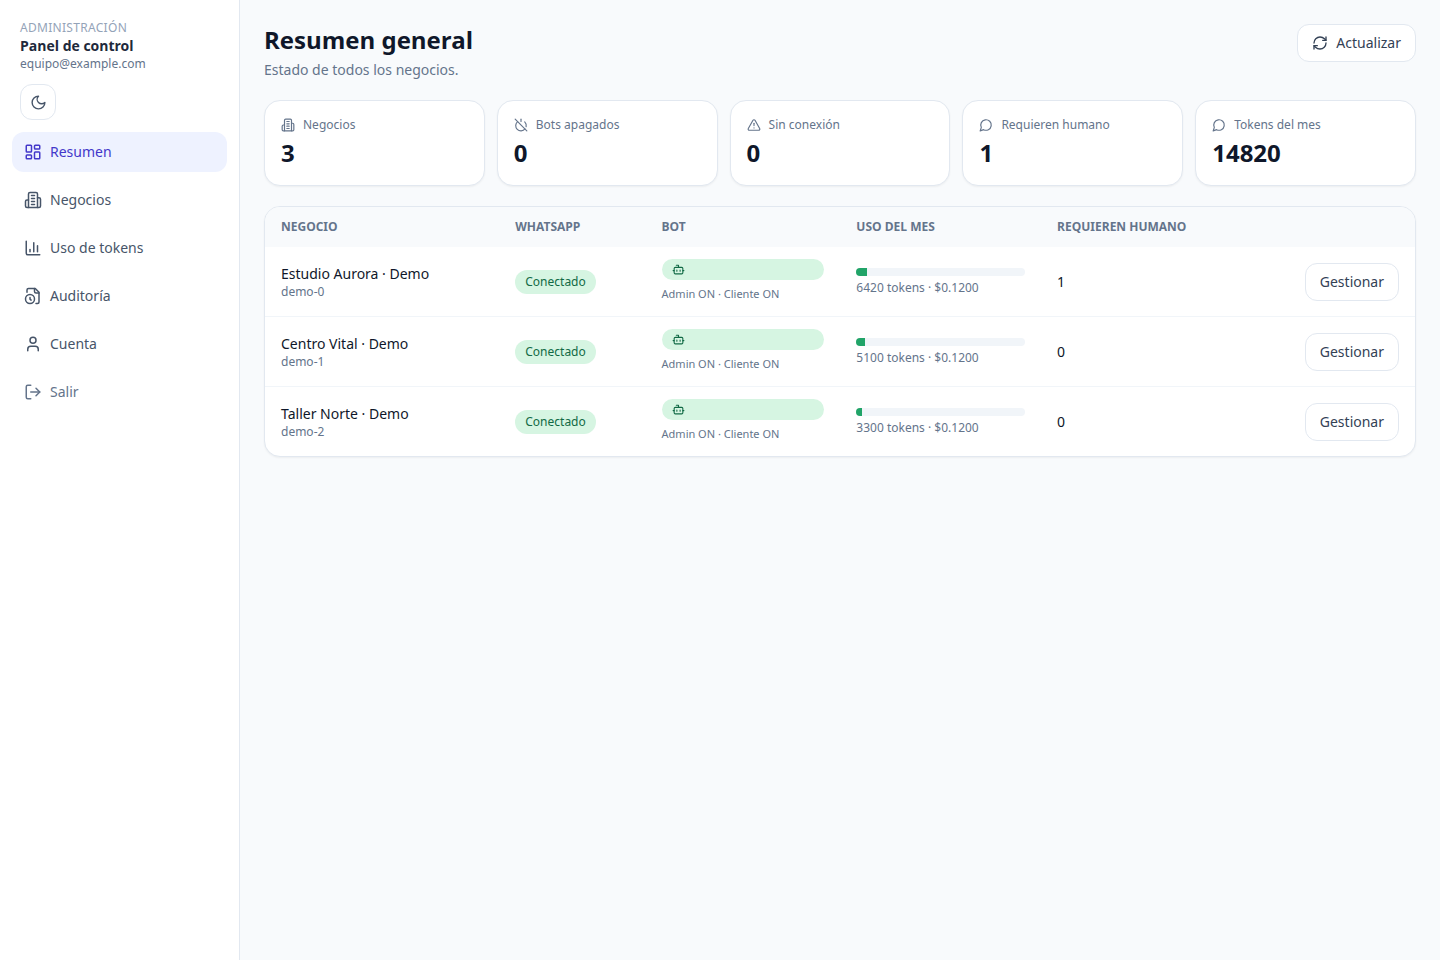 ADMINISTRACIÓN
Panel de control
equipo@example.com
Resumen
Negocios
Uso de tokens
Auditoría
Cuenta
Salir
Resumen general
Estado de todos los negocios.
Actualizar
Negocios
3
Bots apagados
0
Sin conexión
0
Requieren humano
1
Tokens del mes
14820
NEGOCIO WHATSAPP BOT USO DEL MES REQUIEREN HUMANO
Estudio Aurora · Demo
demo-0
Conectado
Admin ON · Cliente ON
6420 tokens · $0.1200
1
Gestionar
Centro Vital · Demo
demo-1
Conectado
Admin ON · Cliente ON
5100 tokens · $0.1200
0
Gestionar
Taller Norte · Demo
demo-2
Conectado
Admin ON · Cliente ON
3300 tokens · $0.1200
0
Gestionar